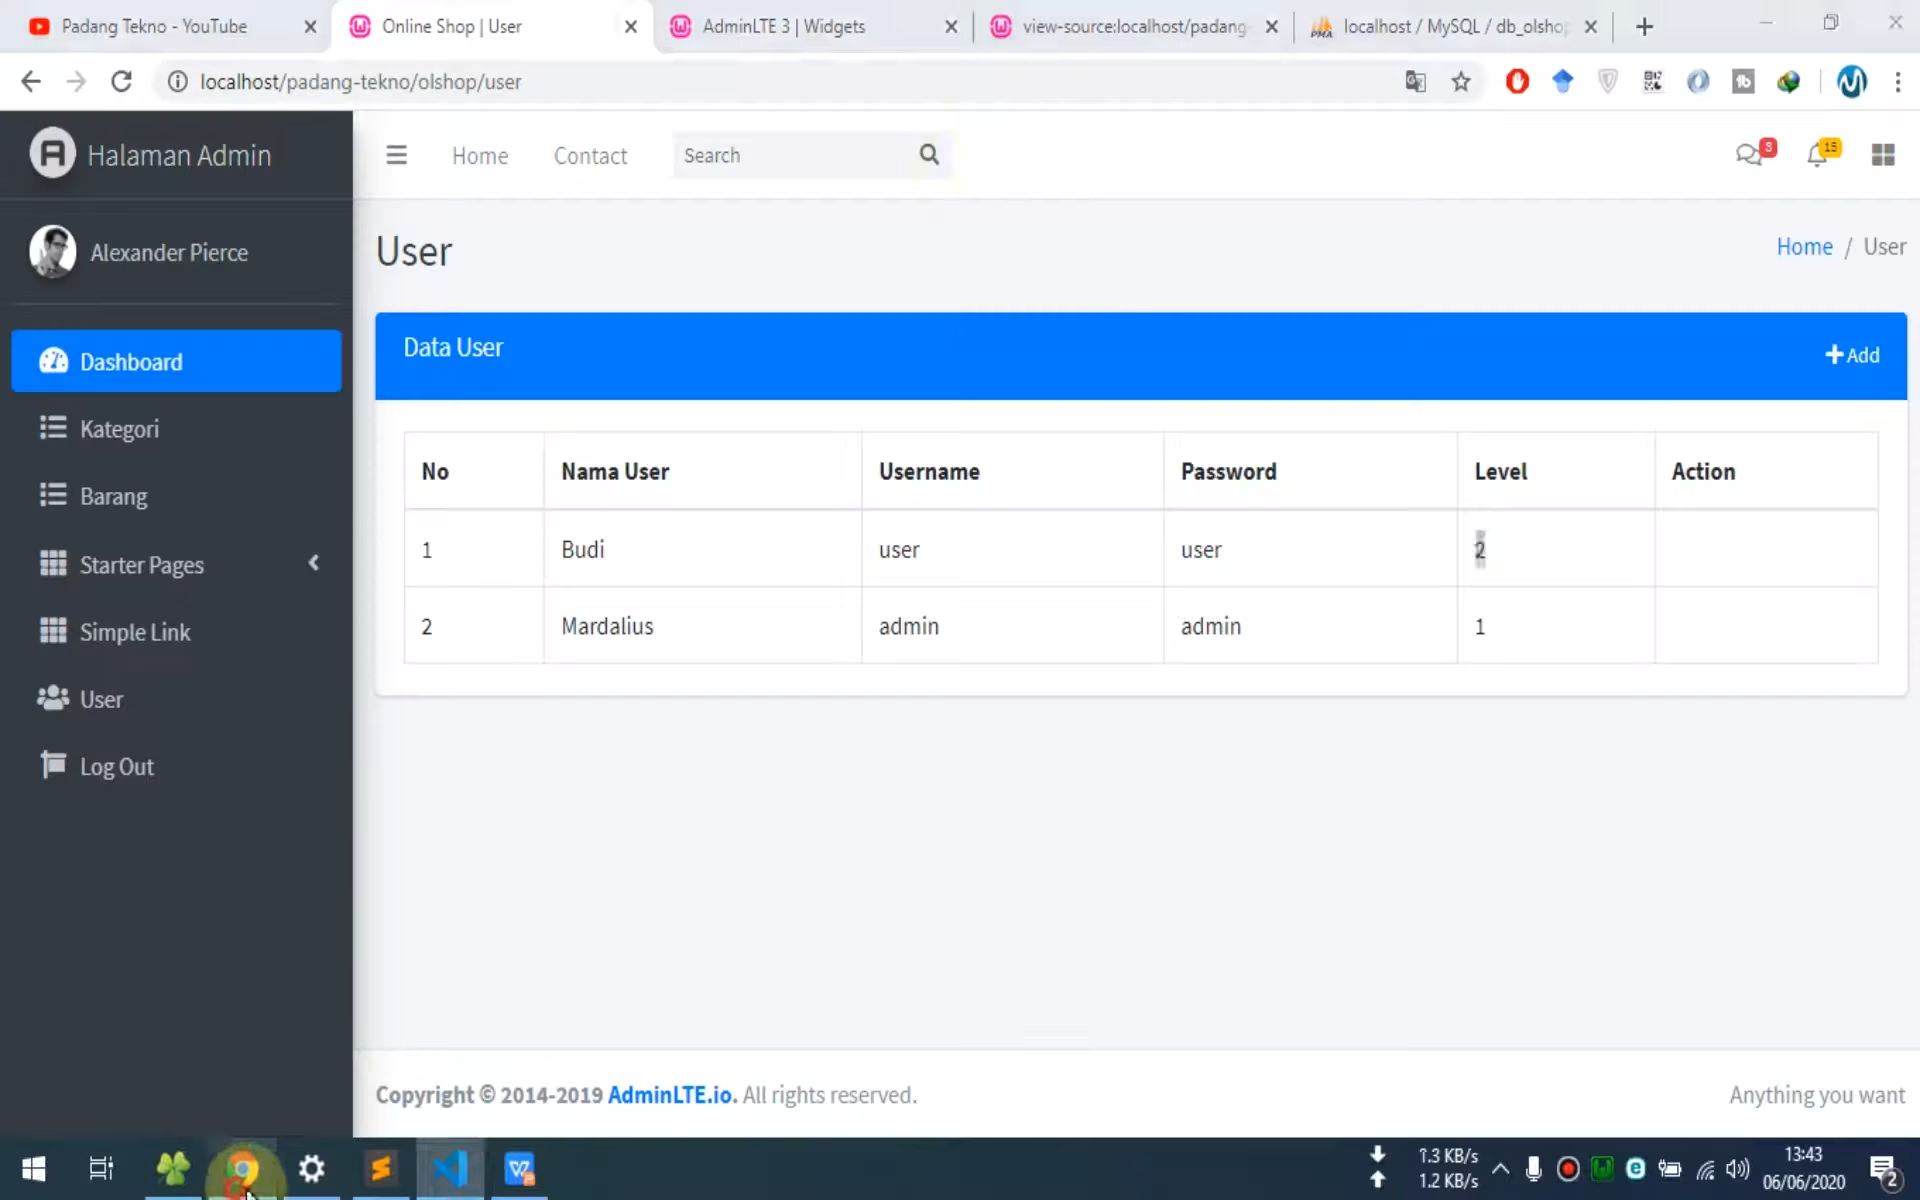 Padang Tekno - YouTube
Online Shop | User
AdminLTE 3 | Widgets
view-source:localhost/padang-
localhost / MySQL / db_olshop
localhost/padang-tekno/olshop/user
Halaman Admin
Home
Contact
Search
3
15
Alexander Pierce
User
Home / User
Dashboard
Kategori
Barang
Starter Pages
Simple Link
User
Log Out
Data User
Add
No Nama User Username Password Level Action
1 Budi user user 2
2 Mardalius admin admin 1
Copyright © 2014-2019 AdminLTE.io. All rights reserved.
Anything you want
1.3 KB/s
1.2 KB/s
13:43
06/06/2020
2